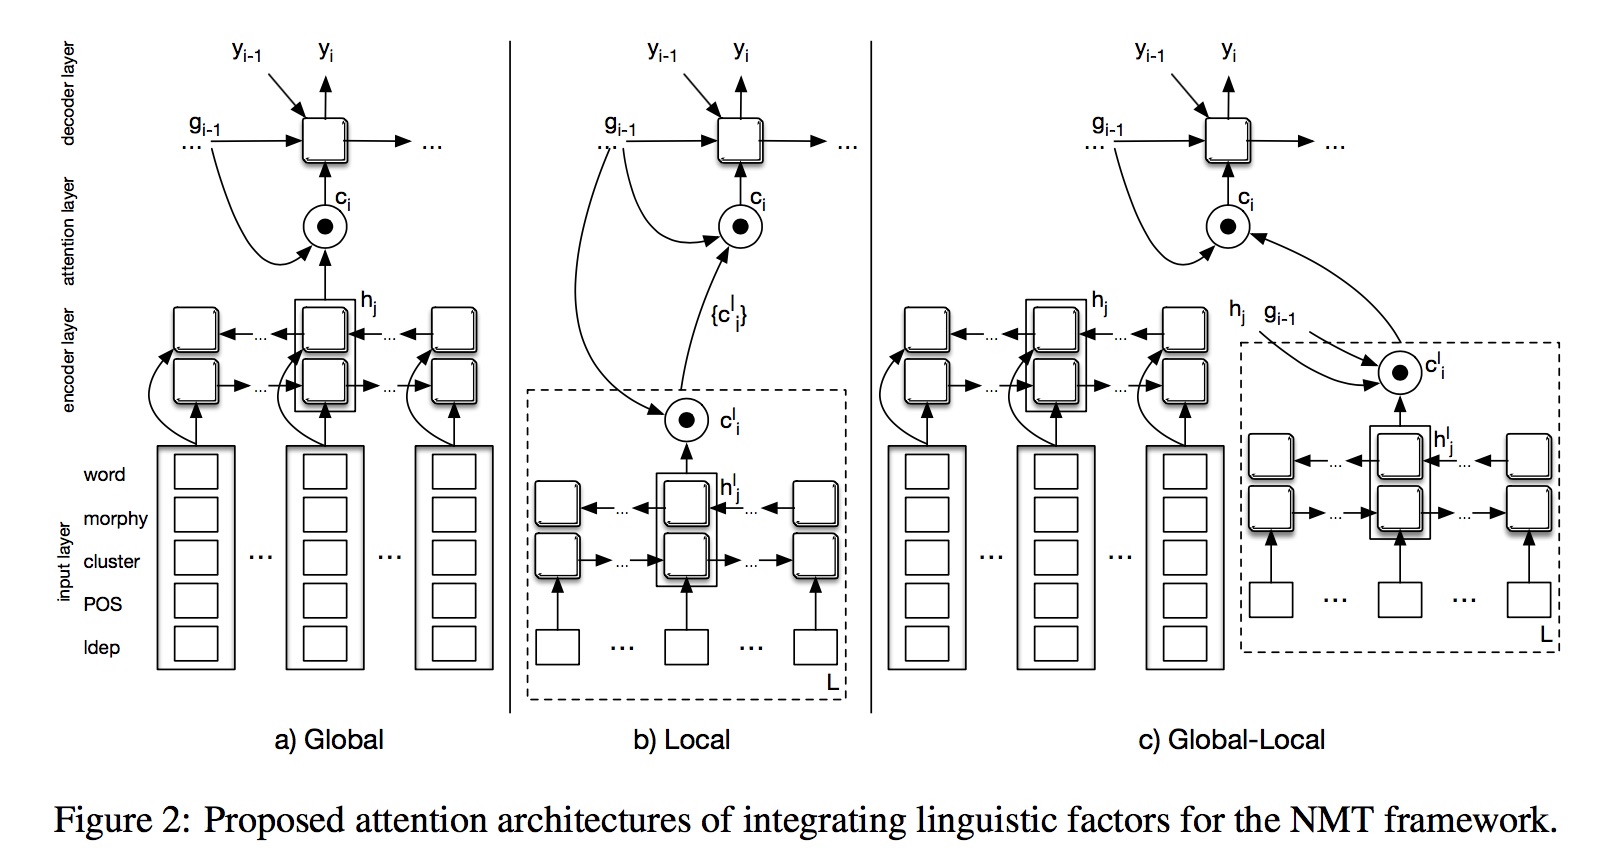 decoder layer
attention layer
encoder layer
input layer
y_{i-1}
y_i
g_{i-1}
...
...
c_i
h_j
...
...
...
...
word
morphy
cluster
POS
ldep
...
...
a) Global
y_{i-1}
y_i
g_{i-1}
...
...
c_i
{c^l_i}
c^l_i
h^l_j
...
...
...
...
...
...
L
b) Local
y_{i-1}
y_i
g_{i-1}
...
...
c_i
h_j
...
...
...
...
...
...
h_j
g_{i-1}
c^l_i
h^l_j
...
...
...
...
...
...
L
c) Global-Local
Figure 2: Proposed attention architectures of integrating linguistic factors for the NMT framework.